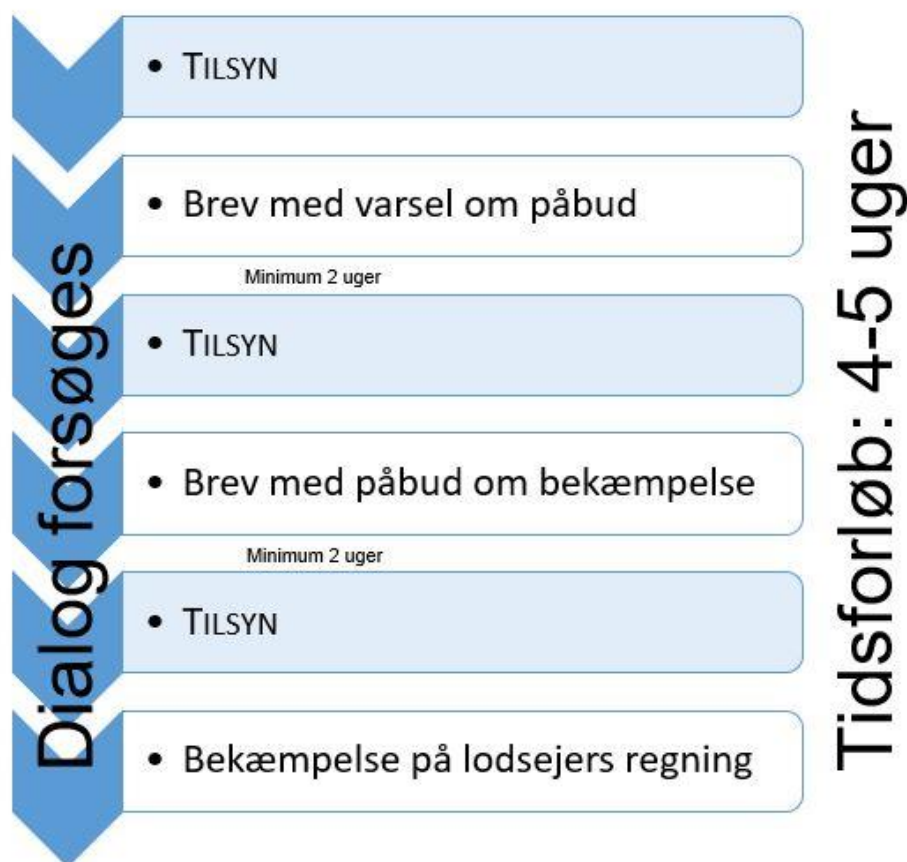 • TILSYN
• Brev med varsel om påbud
Minimum 2 uger
• TILSYN
• Brev med påbud om bekæmpelse
Minimum 2 uger
• TILSYN
• Bekæmpelse på lodsejers regning
Dialog forsøges
Tidsforløb: 4-5 uger